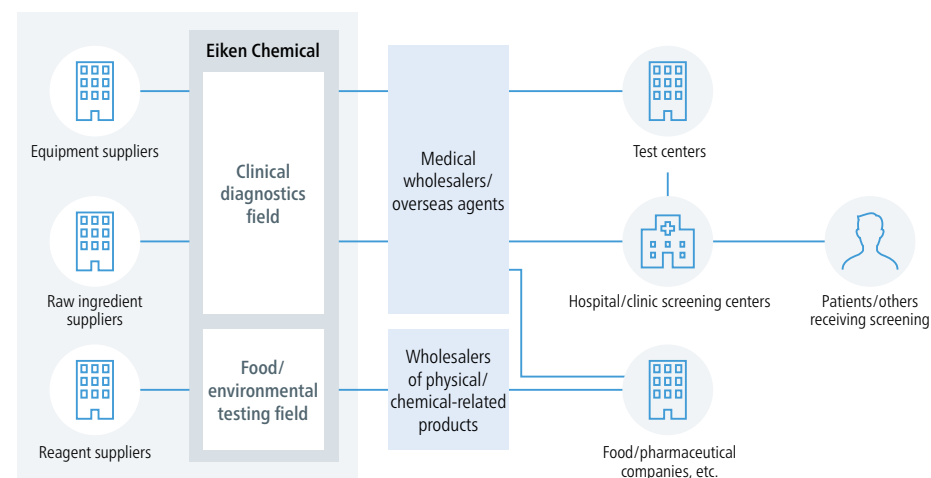 Eiken Chemical
Equipment suppliers
Raw ingredient
suppliers
Reagent suppliers
Clinical
diagnostics
field
Food/
environmental
testing field
Medical
wholesalers/
overseas agents
Wholesalers
of physical/
chemical-related
products
Test centers
Hospital/clinic screening centers
Patients/others
receiving screening
Food/pharmaceutical
companies, etc.